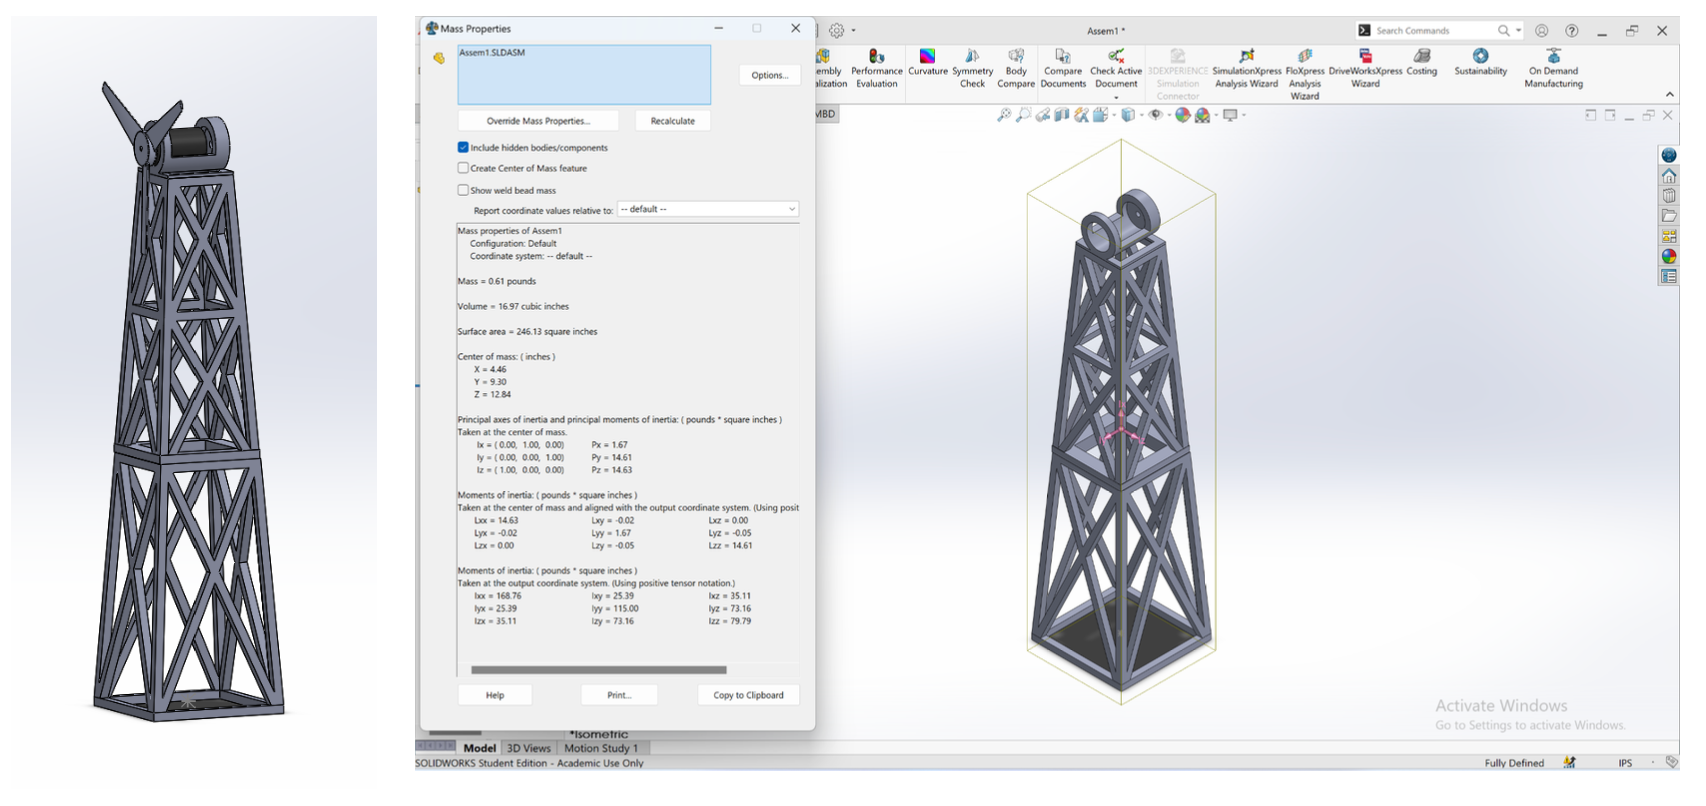 Mass Properties
Assem1.SLDASM
Options...
Override Mass Properties...
Recalculate
Include hidden bodies/components
Create Center of Mass feature
Show weld bead mass
Report coordinate values relative to:
-- default --
Mass properties of Assem1
Configuration: Default
Coordinate system: -- default --
Mass = 0.61 pounds
Volume = 16.97 cubic inches
Surface area = 246.13 square inches
Center of mass: ( inches )
X = 4.46
Y = 9.30
Z = 12.84
Principal axes of inertia and principal moments of inertia: ( pounds * square inches )
Taken at the center of mass.
Ix = ( 0.00, 1.00, 0.00) Px = 1.67
Iy = ( 0.00, 0.00, 1.00) Py = 14.61
Iz = ( 1.00, 0.00, 0.00) Pz = 14.63
Moments of inertia: ( pounds * square inches )
Taken at the center of mass and aligned with the output coordinate system. (Using posit
Lxx = 14.63 Lxy = -0.02 Lxz = 0.00
Lyx = -0.02 Lyy = 1.67 Lyz = -0.05
Lzx = 0.00 Lzy = -0.05 Lzz = 14.61
Moments of inertia: ( pounds * square inches )
Taken at the output coordinate system. (Using positive tensor notation.)
Ixx = 168.76 Ixy = 25.39 Ixz = 35.11
Iyx = 25.39 Iyy = 115.00 Iyz = 73.16
Izx = 35.11 Izy = 73.16 Izz = 79.79
Help
Print...
Copy to Clipboard
Assem1 *
Search Commands
embly
alization
Performance
Evaluation
Curvature
Symmetry
Check
Body
Compare
Compare
Documents
Check Active
Document
3DEXPERIENCE
Simulation
Connector
SimulationXpress
Analysis Wizard
FloXpress
Analysis
Wizard
DriveWorksXpress
Wizard
Costing
Sustainability
On Demand
Manufacturing
MBD
Activate Windows
Go to Settings to activate Windows.
*Isometric
Model
3D Views
Motion Study 1
SOLIDWORKS Student Edition - Academic Use Only
Fully Defined
IPS